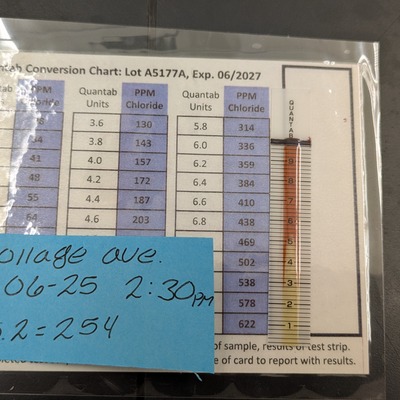 ntab Conversion Chart: Lot A5177A, Exp. 06/2027
PPM Quantab PPM Quantab PPM
Chloride Units Chloride Units Chloride
3.6 130 5.8 314
34 3.8 143 6.0 336
41 4.0 157 6.2 359
48 4.2 172 6.4 384
55 4.4 187 6.6 410
64 4.6 203 6.8 438
469
502
538
578
622
QUANTAB
9
8
7
6
5
4
3
2
1
ollage ave.
06-25 2:30PM
.2=254
of sample, results of test strip.
e of card to report with results.